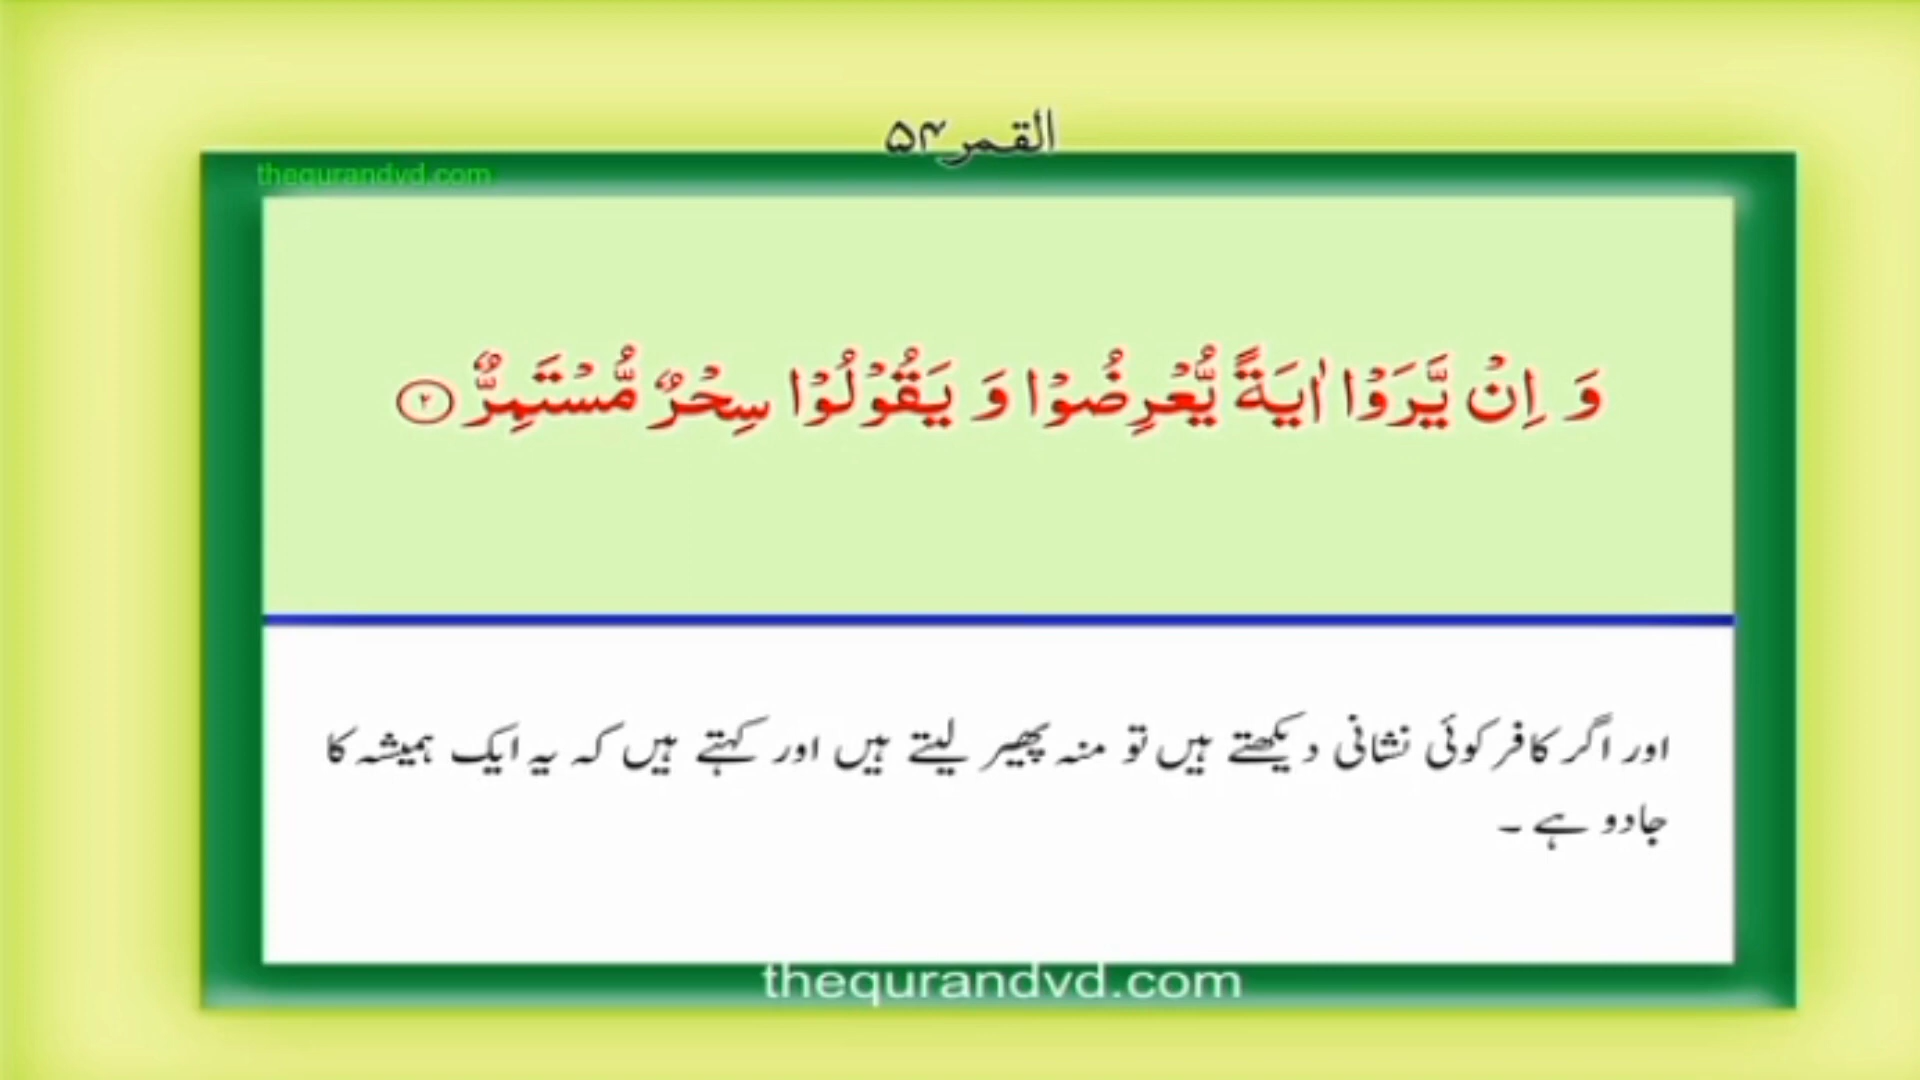 القمر ۵۴
thequrandvd.com
وَ اِنْ يَّرَوْا اٰيَةً يُّعْرِضُوْا وَ يَقُوْلُوْا سِحْرٌ مُّسْتَمِرٌّ ۲
اور اگر کافر کوئی نشانی دیکھتے ہیں تو منہ پھیر لیتے ہیں اور کہتے ہیں کہ یہ ایک ہمیشہ کا
جادو ہے ۔
thequrandvd.com